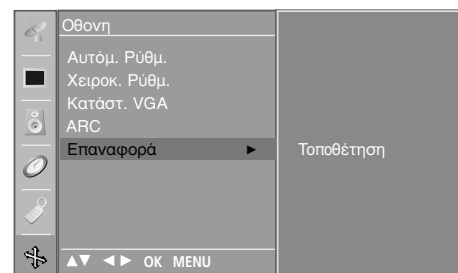 Οθονη
Αυτόμ. Ρύθμ.
Χειροκ. Ρύθμ.
Κατάστ. VGA
ARC
Επαναφορά ► Τοποθέτηση
▲▼ ◄► OK MENU